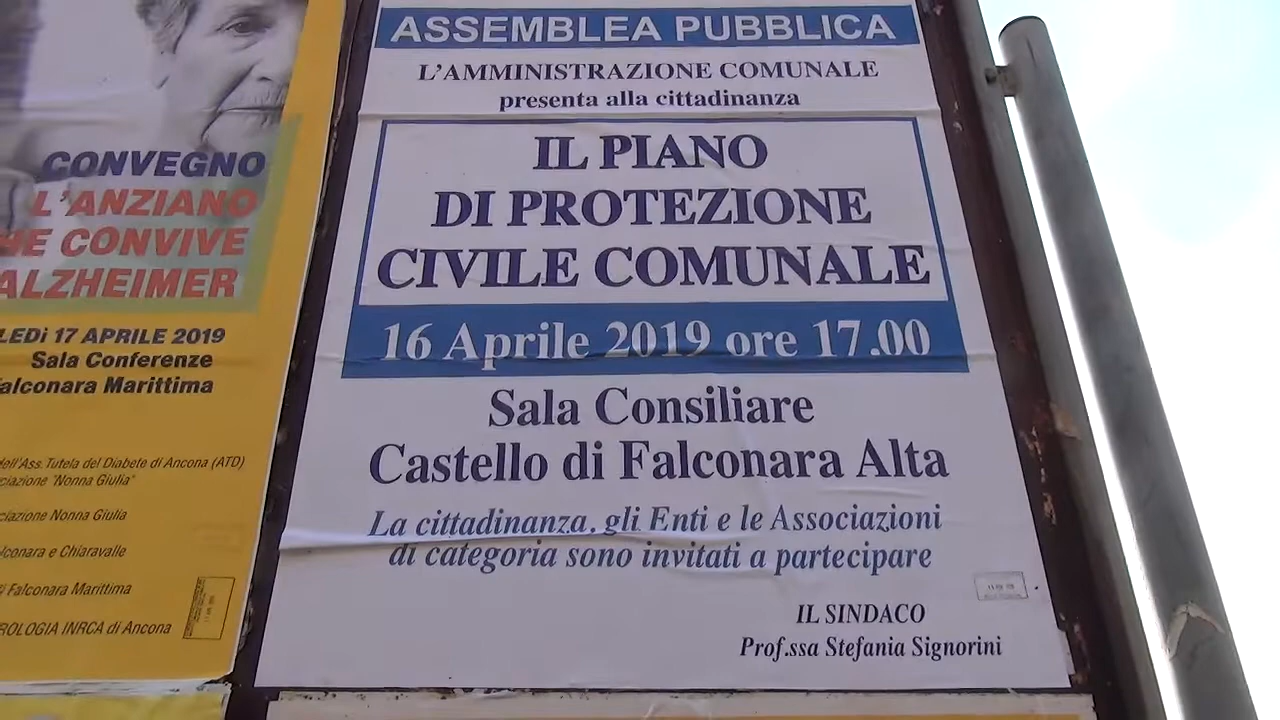 CONVEGNO
L'ANZIANO
CONVIVE
ALZHEIMER
17 APRILE 2019
Sala Conferenze
Falconara Marittima
dell'Ass. Tutela del Diabete di Ancona (ATD)
"Nonna Giulia"
Nonna Giulia
e Chiaravalle
Falconara Marittima
INRCA di Ancona
ASSEMBLEA PUBBLICA
L'AMMINISTRAZIONE COMUNALE
presenta alla cittadinanza
IL PIANO
DI PROTEZIONE
CIVILE COMUNALE
16 Aprile 2019 ore 17.00
Sala Consiliare
Castello di Falconara Alta
La cittadinanza, gli Enti e le Associazioni
di categoria sono invitati a partecipare
IL SINDACO
Prof.ssa Stefania Signorini